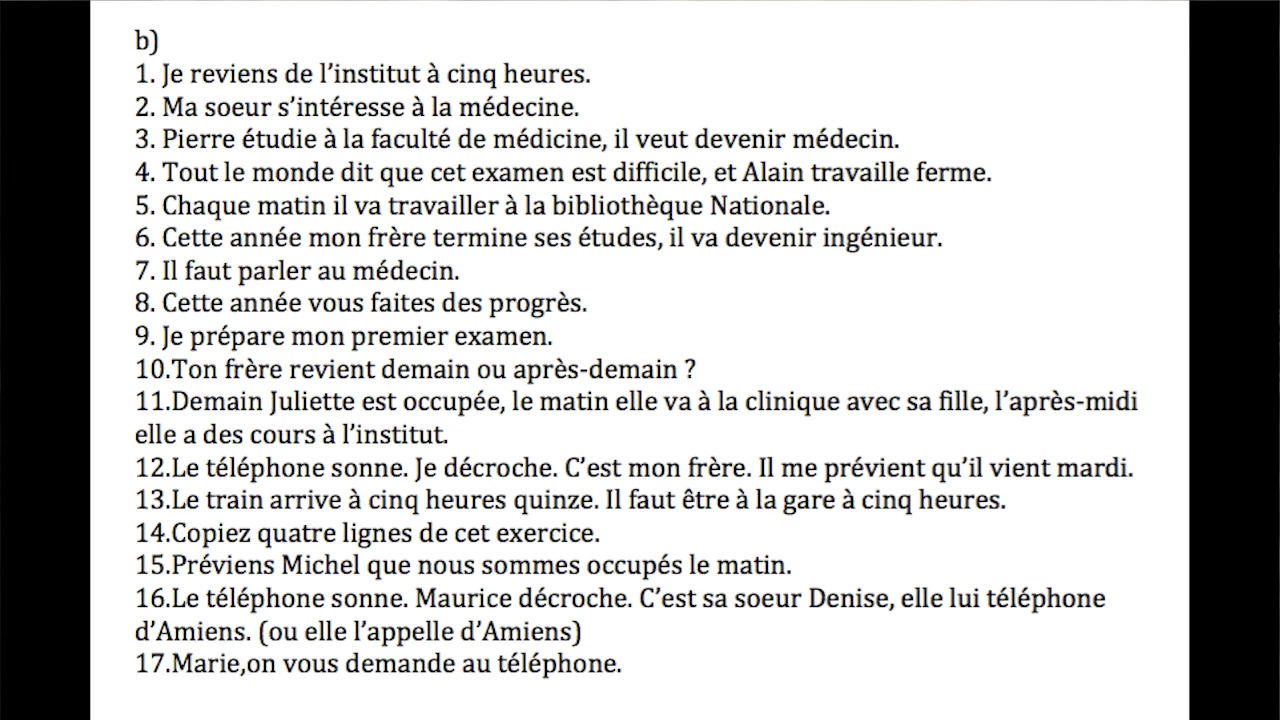 b)
1. Je reviens de l’institut à cinq heures.
2. Ma soeur s’intéresse à la médecine.
3. Pierre étudie à la faculté de médicine, il veut devenir médecin.
4. Tout le monde dit que cet examen est difficile, et Alain travaille ferme.
5. Chaque matin il va travailler à la bibliothèque Nationale.
6. Cette année mon frère termine ses études, il va devenir ingénieur.
7. Il faut parler au médecin.
8. Cette année vous faites des progrès.
9. Je prépare mon premier examen.
10.Ton frère revient demain ou après-demain ?
11.Demain Juliette est occupée, le matin elle va à la clinique avec sa fille, l’après-midi
elle a des cours à l’institut.
12.Le téléphone sonne. Je décroche. C’est mon frère. Il me prévient qu’il vient mardi.
13.Le train arrive à cinq heures quinze. Il faut être à la gare à cinq heures.
14.Copiez quatre lignes de cet exercice.
15.Préviens Michel que nous sommes occupés le matin.
16.Le téléphone sonne. Maurice décroche. C’est sa soeur Denise, elle lui téléphone
d’Amiens. (ou elle l’appelle d’Amiens)
17.Marie,on vous demande au téléphone.